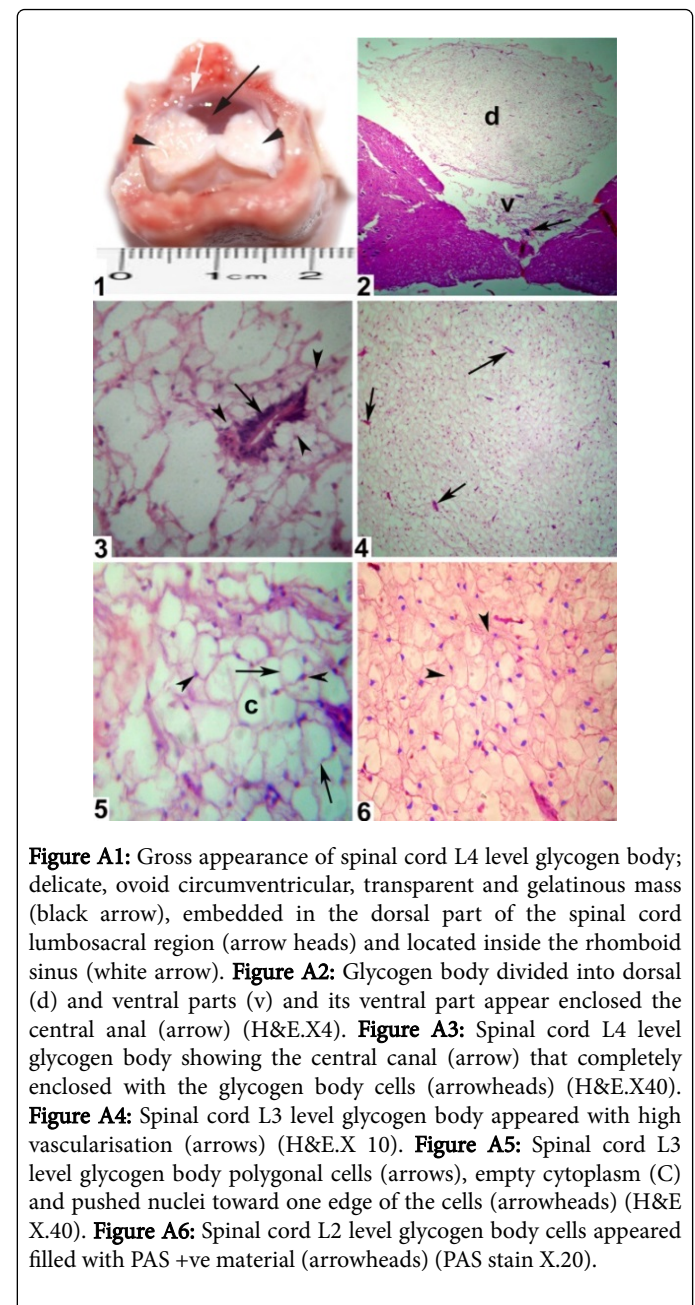 1
0 1cm 2
d
v
2
3
4
c
5
6
Figure A1: Gross appearance of spinal cord L4 level glycogen body;
delicate, ovoid circumventricular, transparent and gelatinous mass
(black arrow), embedded in the dorsal part of the spinal cord
lumbosacral region (arrow heads) and located inside the rhomboid
sinus (white arrow). Figure A2: Glycogen body divided into dorsal
(d) and ventral parts (v) and its ventral part appear enclosed the
central anal (arrow) (H&E.X4). Figure A3: Spinal cord L4 level
glycogen body showing the central canal (arrow) that completely
enclosed with the glycogen body cells (arrowheads) (H&E.X40).
Figure A4: Spinal cord L3 level glycogen body appeared with high
vascularisation (arrows) (H&E.X 10). Figure A5: Spinal cord L3
level glycogen body polygonal cells (arrows), empty cytoplasm (C)
and pushed nuclei toward one edge of the cells (arrowheads) (H&E
X.40). Figure A6: Spinal cord L2 level glycogen body cells appeared
filled with PAS +ve material (arrowheads) (PAS stain X.20).